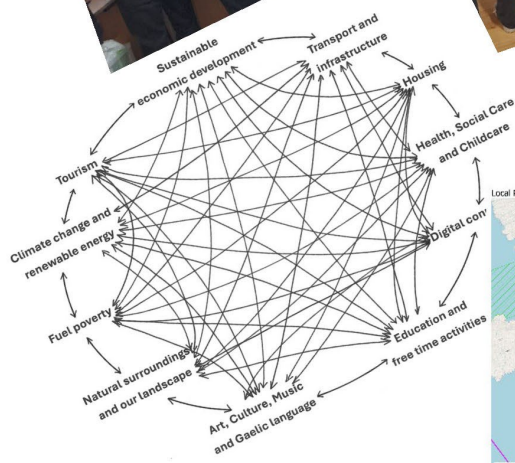 Sustainable
economic development
Transport and
infrastructure
Housing
Health, Social Care
and Childcare
Digital
Education and
free time activities
Art, Culture, Music
and Gaelic language
Natural surroundings
and our landscape
Fuel poverty
Climate change and
renewable energy
Tourism
Local